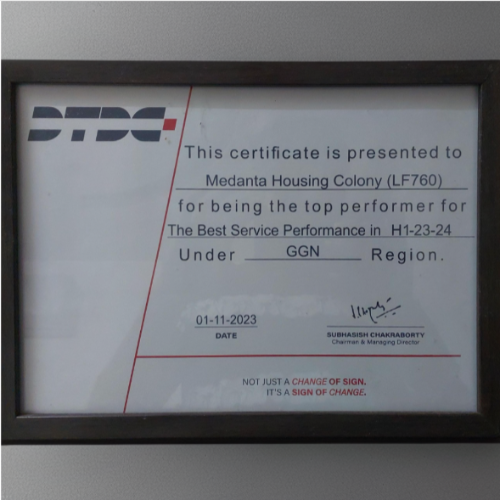 DTDC
This certificate is presented to
Medanta Housing Colony (LF760)
for being the top performer for
The Best Service Performance in H1-23-24
Under GGN Region.
01-11-2023
DATE
SUBHASISH CHAKRABORTY
Chairman & Managing Director
NOT JUST A CHANGE OF SIGN.
IT'S A SIGN OF CHANGE.